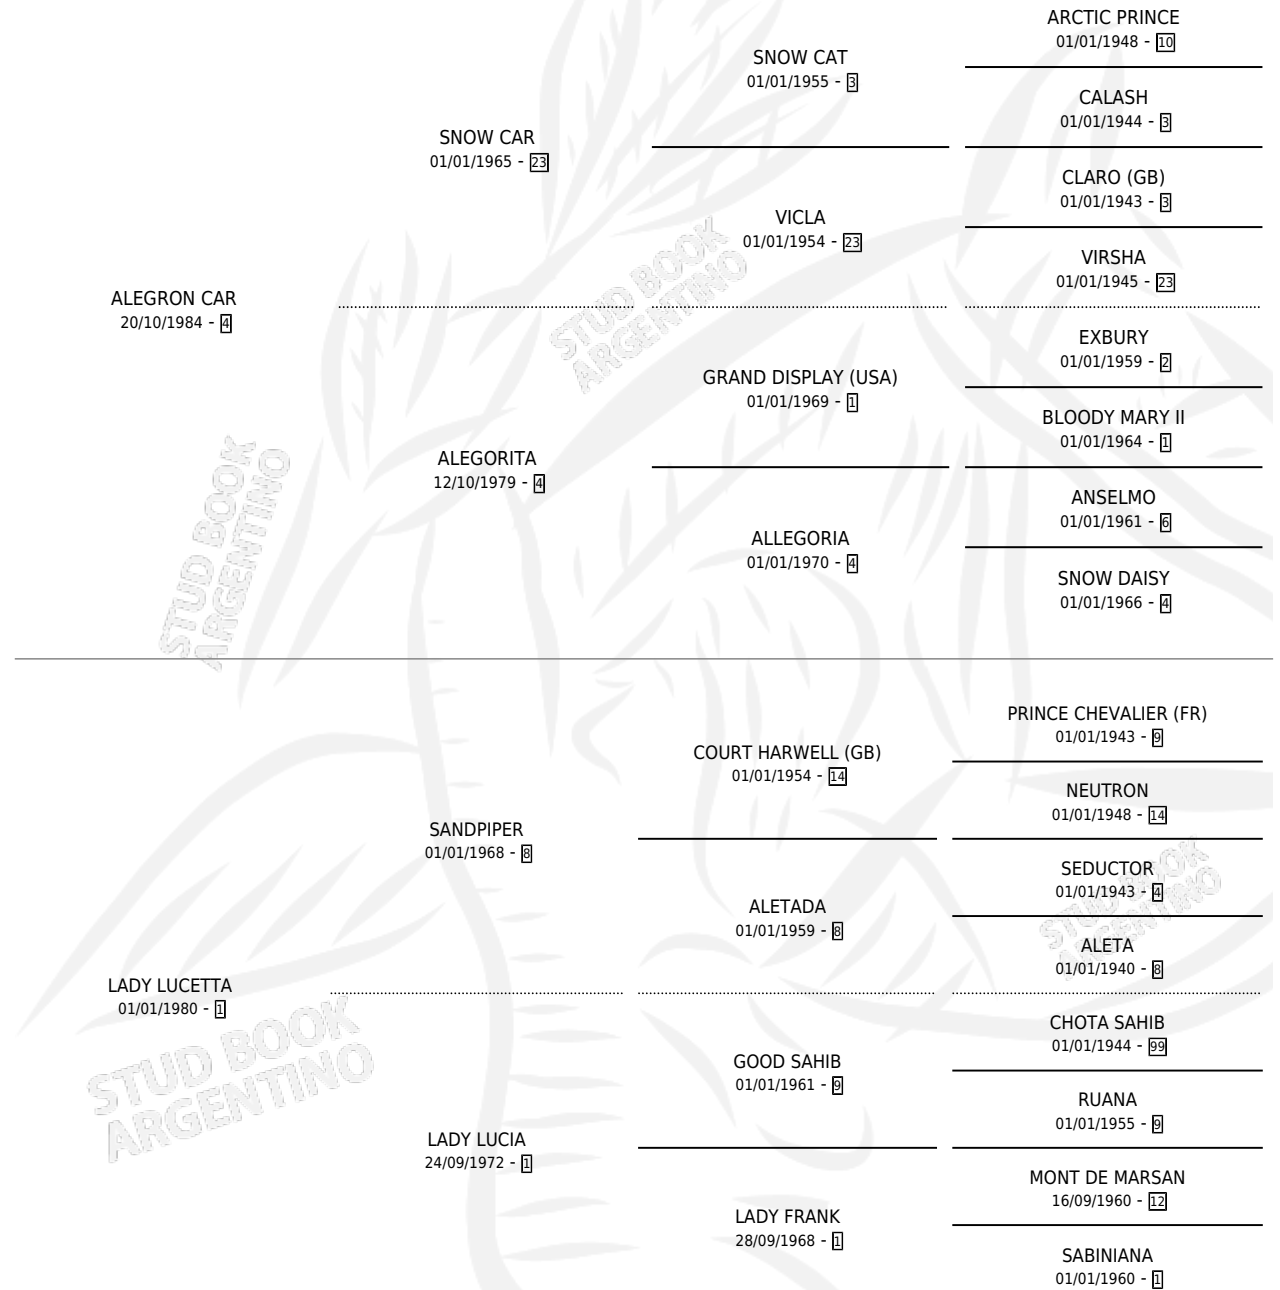 ARCTIC PRINCE
01/01/1948 - 10
SNOW CAT
01/01/1955 - 3
CALASH
01/01/1944 - 3
SNOW CAR
01/01/1965 - 23
CLARO (GB)
01/01/1943 - 3
VICLA
01/01/1954 - 23
VIRSHA
01/01/1945 - 23
ALEGRON CAR
20/10/1984 - 4
EXBURY
01/01/1959 - 2
GRAND DISPLAY (USA)
01/01/1969 - 1
BLOODY MARY II
01/01/1964 - 1
ALEGORITA
12/10/1979 - 4
ANSELMO
01/01/1961 - 6
ALLEGORIA
01/01/1970 - 4
SNOW DAISY
01/01/1966 - 4
STUD BOOK
ARGENTINO
STUD BOOK
ARGENTINO
PRINCE CHEVALIER (FR)
01/01/1943 - 9
COURT HARWELL (GB)
01/01/1954 - 14
NEUTRON
01/01/1948 - 14
SANDPIPER
01/01/1968 - 8
SEDUCTOR
01/01/1943 - 4
ALETADA
01/01/1959 - 8
ALETA
01/01/1940 - 8
LADY LUCETTA
01/01/1980 - 1
CHOTA SAHIB
01/01/1944 - 99
GOOD SAHIB
01/01/1961 - 9
RUANA
01/01/1955 - 9
LADY LUCIA
24/09/1972 - 1
MONT DE MARSAN
16/09/1960 - 12
LADY FRANK
28/09/1968 - 1
SABINIANA
01/01/1960 - 1
STUD BOOK
ARGENTINO
STUD BOOK
ARGENTINO